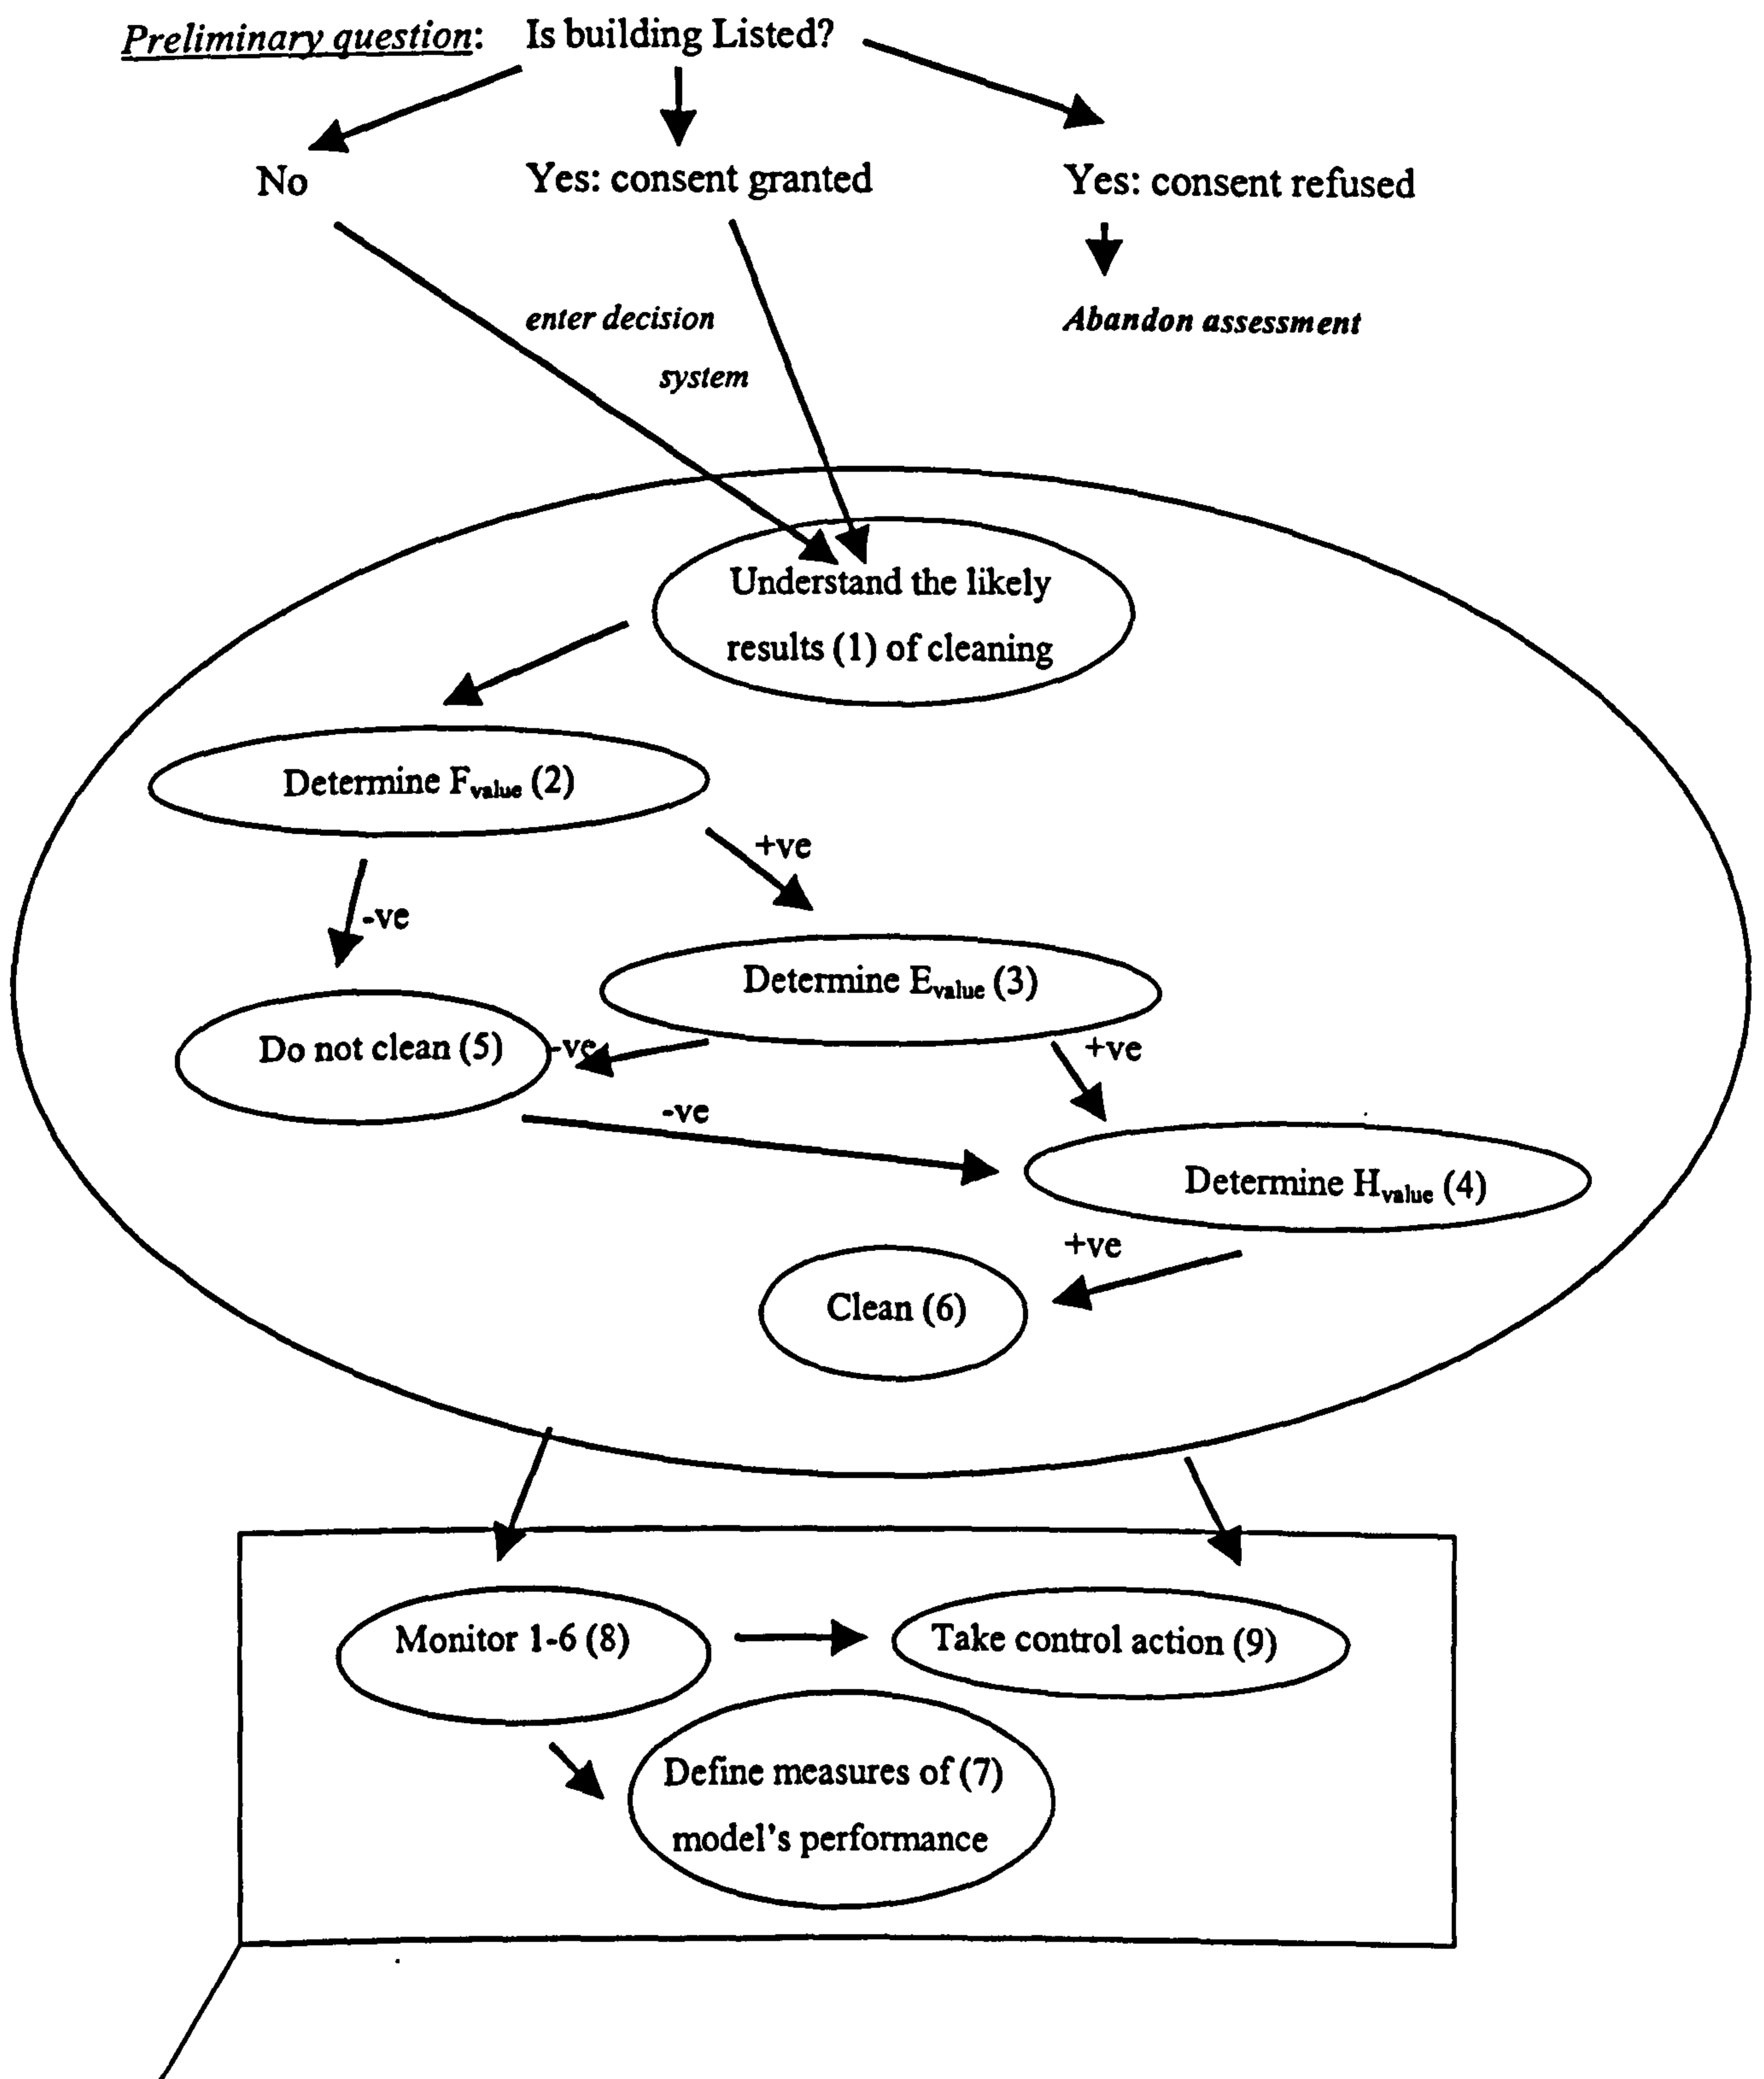 Preliminary question: Is building Listed?
No
Yes: consent granted
Yes: consent refused
enter decision
system
Abandon assessment
Understand the likely
results (1) of cleaning
Determine Fvalue (2)
+ve
-ve
Determine Evalue (3)
Do not clean (5)
-ve
+ve
-ve
Determine Hvalue (4)
+ve
Clean (6)
Monitor 1-6 (8)
Take control action (9)
Define measures of (7)
model's performance